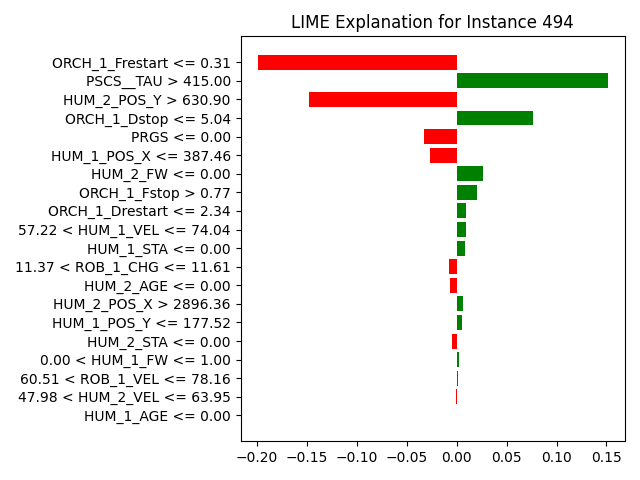 LIME Explanation for Instance 494
ORCH_1_Frestart <= 0.31
PSCS__TAU > 415.00
HUM_2_POS_Y > 630.90
ORCH_1_Dstop <= 5.04
PRGS <= 0.00
HUM_1_POS_X <= 387.46
HUM_2_FW <= 0.00
ORCH_1_Fstop > 0.77
ORCH_1_Drestart <= 2.34
57.22 < HUM_1_VEL <= 74.04
HUM_1_STA <= 0.00
11.37 < ROB_1_CHG <= 11.61
HUM_2_AGE <= 0.00
HUM_2_POS_X > 2896.36
HUM_1_POS_Y <= 177.52
HUM_2_STA <= 0.00
0.00 < HUM_1_FW <= 1.00
60.51 < ROB_1_VEL <= 78.16
47.98 < HUM_2_VEL <= 63.95
HUM_1_AGE <= 0.00
−0.20 −0.15 −0.10 −0.05 0.00 0.05 0.10 0.15